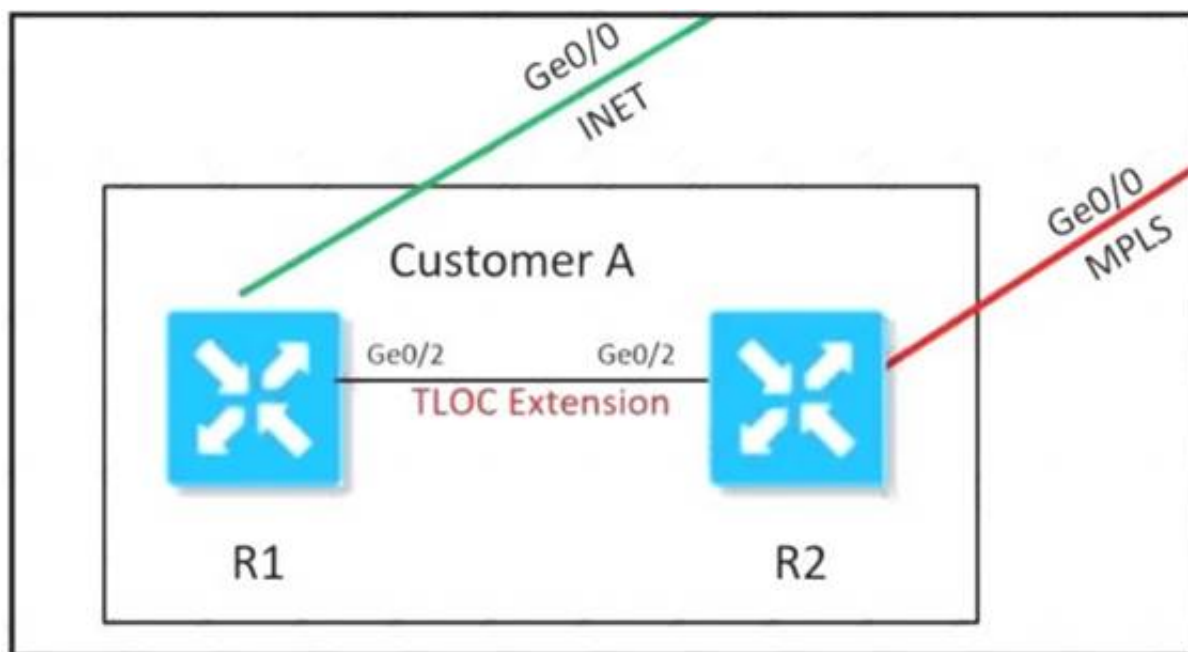 Ge0/0
INET
Ge0/0
MPLS
Customer A
Ge0/2
Ge0/2
TLOC Extension
R1
R2